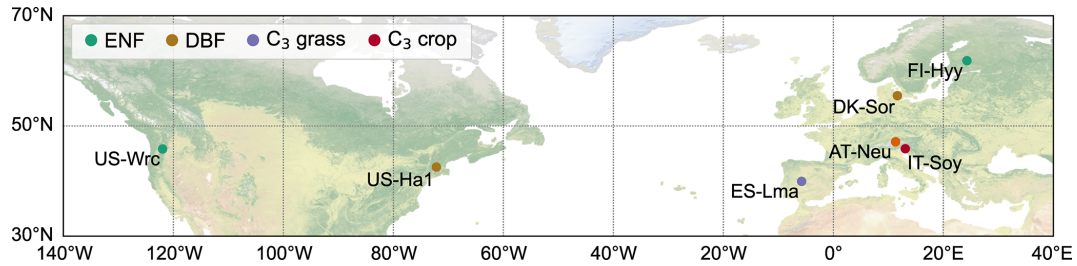 70°N
ENF DBF C₃ grass C₃ crop
FI-Hyy
DK-Sor
50°N
US-Wrc
AT-Neu
IT-Soy
US-Ha1
ES-Lma
30°N
140°W 120°W 100°W 80°W 60°W 40°W 20°W 0° 20°E 40°E